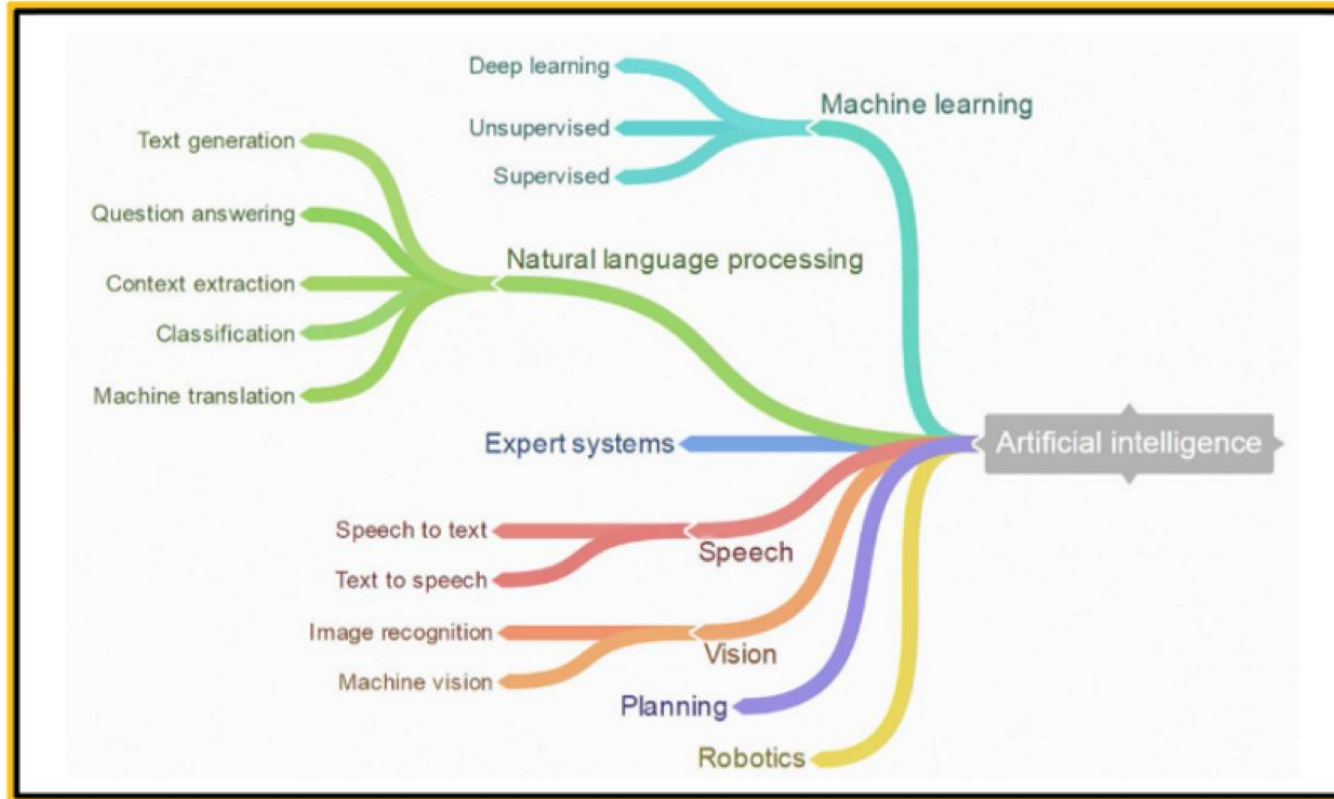 Deep learning
Machine learning
Unsupervised
Supervised
Text generation
Question answering
Natural language processing
Context extraction
Classification
Machine translation
Expert systems
Artificial intelligence
Speech to text
Speech
Text to speech
Image recognition
Vision
Machine vision
Planning
Robotics